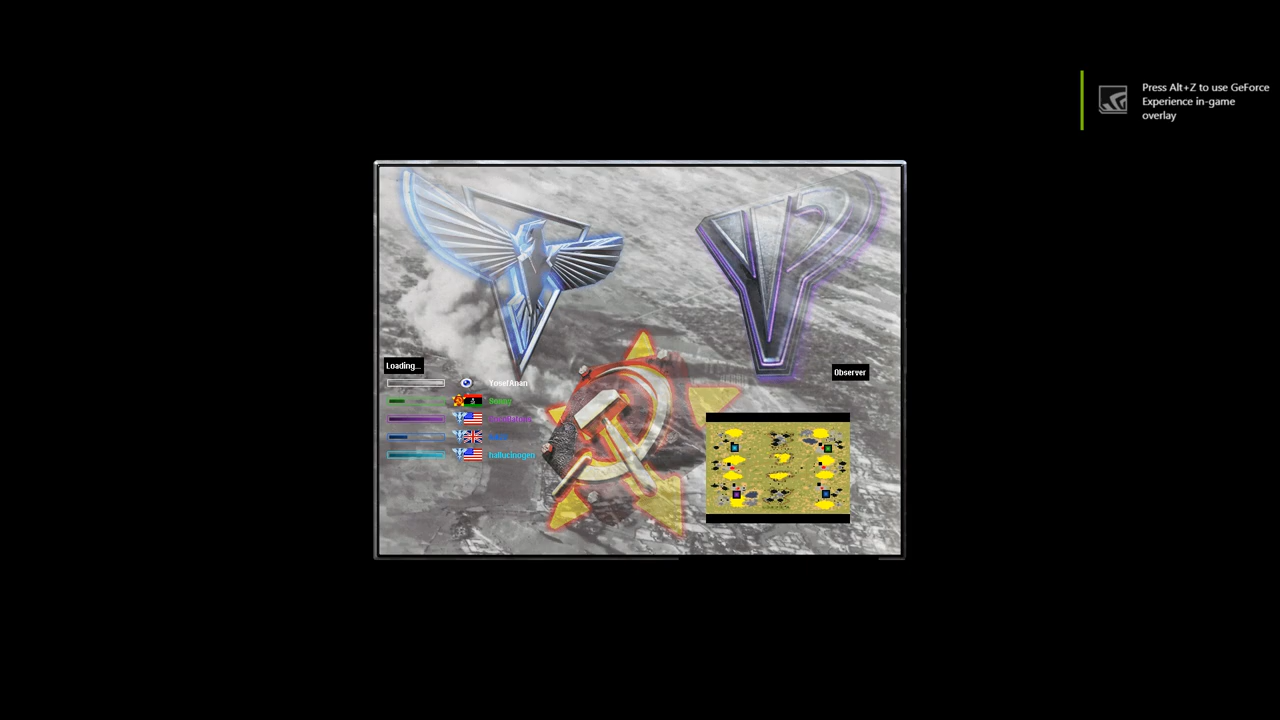 Press Alt+Z to use GeForce
Experience in-game
overlay
Loading...
Observer
YosefAnan
hallucinogen